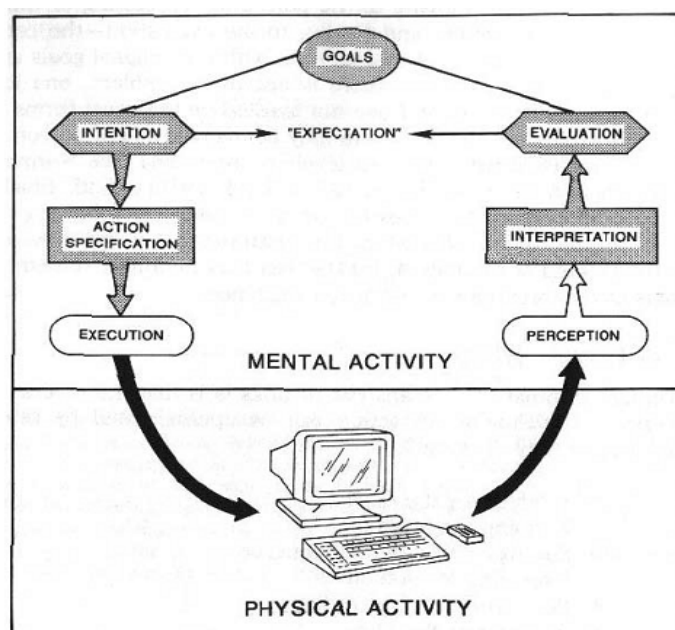 GOALS
INTENTION
"EXPECTATION"
EVALUATION
ACTION
SPECIFICATION
INTERPRETATION
EXECUTION
PERCEPTION
MENTAL ACTIVITY
PHYSICAL ACTIVITY